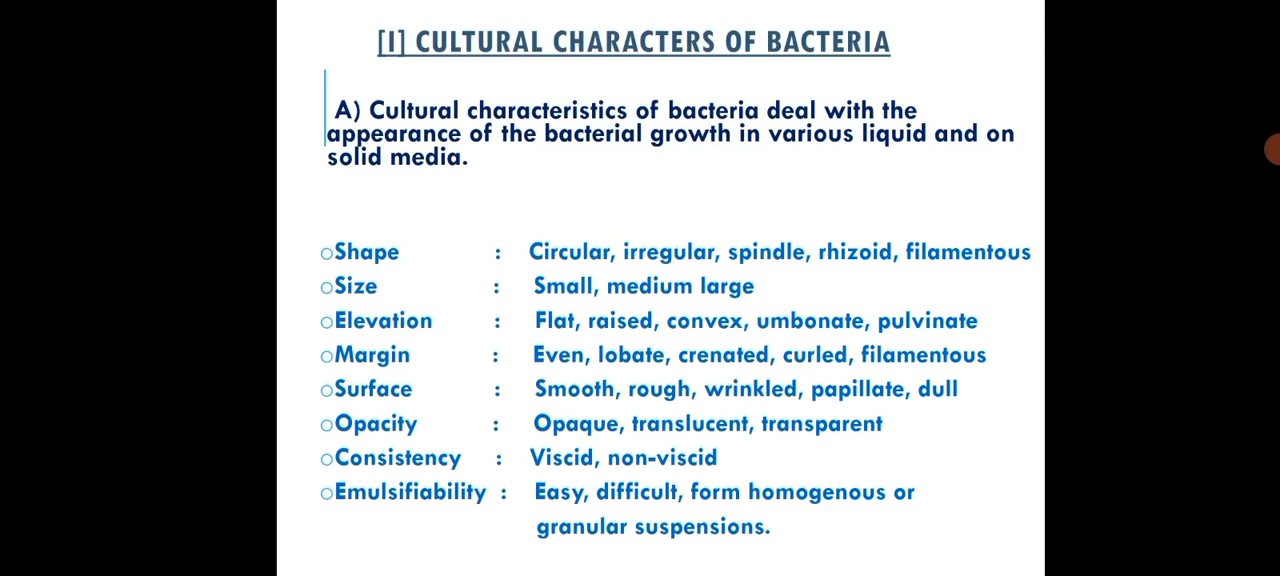 [I] CULTURAL CHARACTERS OF BACTERIA
A) Cultural characteristics of bacteria deal with the
appearance of the bacterial growth in various liquid and on
solid media.
○Shape : Circular, irregular, spindle, rhizoid, filamentous
○Size : Small, medium large
○Elevation : Flat, raised, convex, umbonate, pulvinate
○Margin : Even, lobate, crenated, curled, filamentous
○Surface : Smooth, rough, wrinkled, papillate, dull
○Opacity : Opaque, translucent, transparent
○Consistency : Viscid, non-viscid
○Emulsifiability : Easy, difficult, form homogenous or
granular suspensions.